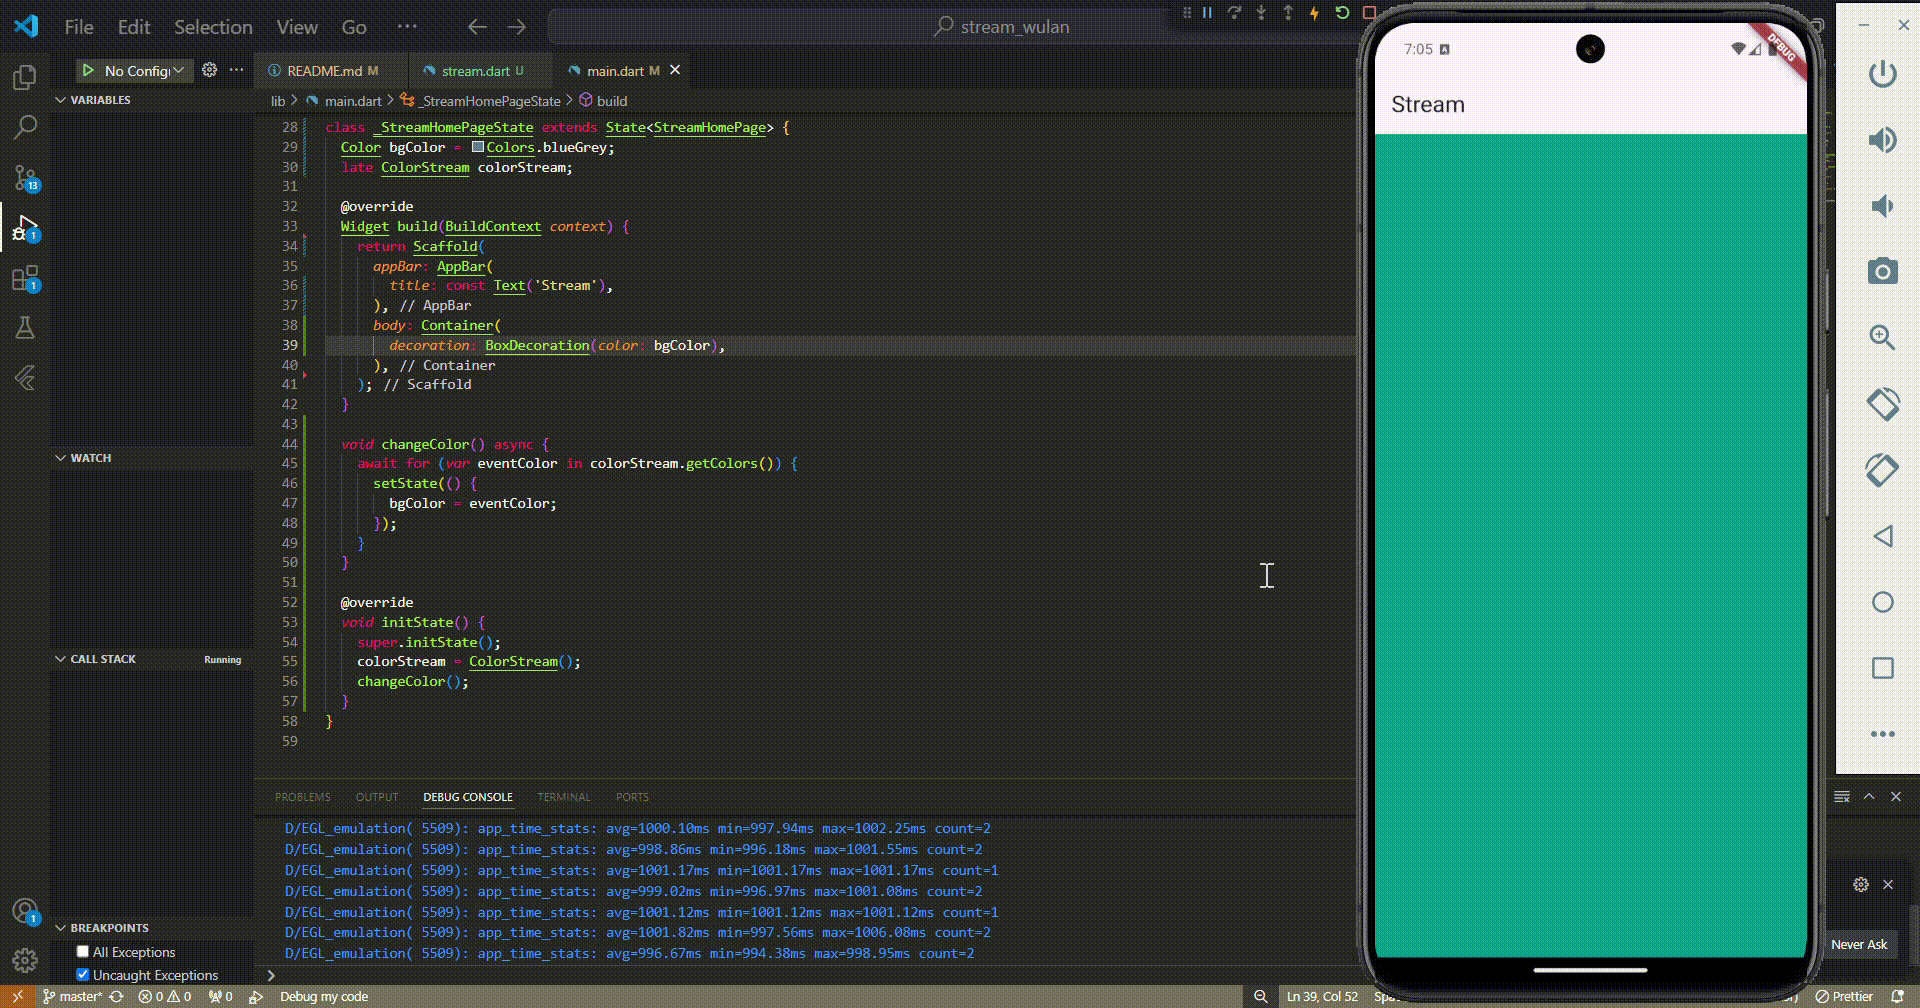 File Edit Selection View Go ··· stream_wulan
No Config README.md M stream.dart U main.dart M
VARIABLES
lib > main.dart > _StreamHomePageState > build
28 class _StreamHomePageState extends State<StreamHomePage> {
29 Color bgColor = Colors.blueGrey;
30 late ColorStream colorStream;
31
32 @override
33 Widget build(BuildContext context) {
34 return Scaffold(
35 appBar: AppBar(
36 title: const Text('Stream'),
37 ), // AppBar
38 body: Container(
39 decoration: BoxDecoration(color: bgColor),
40 ), // Container
41 ); // Scaffold
42 }
43
44 void changeColor() async {
45 await for (var eventColor in colorStream.getColors()) {
46 setState(() {
47 bgColor = eventColor;
48 });
49 }
50 }
51
52 @override
53 void initState() {
54 super.initState();
55 colorStream = ColorStream();
56 changeColor();
57 }
58 }
59
WATCH
CALL STACK Running
BREAKPOINTS
All Exceptions
Uncaught Exceptions
13
1
1
1
PROBLEMS OUTPUT DEBUG CONSOLE TERMINAL PORTS
D/EGL_emulation( 5509): app_time_stats: avg=1000.10ms min=997.94ms max=1002.25ms count=2
D/EGL_emulation( 5509): app_time_stats: avg=998.86ms min=996.18ms max=1001.55ms count=2
D/EGL_emulation( 5509): app_time_stats: avg=1001.17ms min=1001.17ms max=1001.17ms count=1
D/EGL_emulation( 5509): app_time_stats: avg=999.02ms min=996.97ms max=1001.08ms count=2
D/EGL_emulation( 5509): app_time_stats: avg=1001.12ms min=1001.12ms max=1001.12ms count=1
D/EGL_emulation( 5509): app_time_stats: avg=1001.82ms min=997.56ms max=1006.08ms count=2
D/EGL_emulation( 5509): app_time_stats: avg=996.67ms min=994.38ms max=998.95ms count=2
>
7:05
DEBUG
Stream
Never Ask
master* 0 0 0 Debug my code Ln 39, Col 52 Prettier